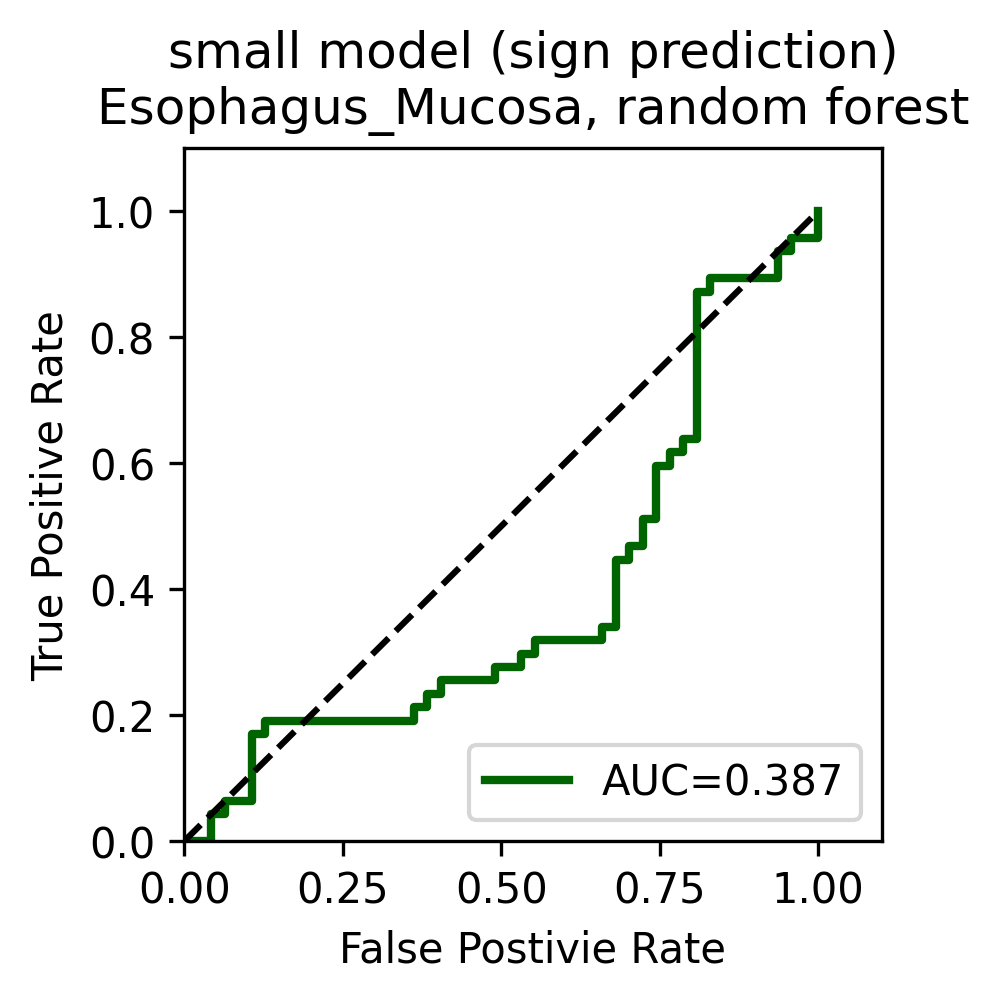 small model (sign prediction)
Esophagus_Mucosa, random forest
1.0
0.8
0.6
0.4
0.2
0.0
True Positive Rate
AUC=0.387
0.00 0.25 0.50 0.75 1.00
False Postivie Rate